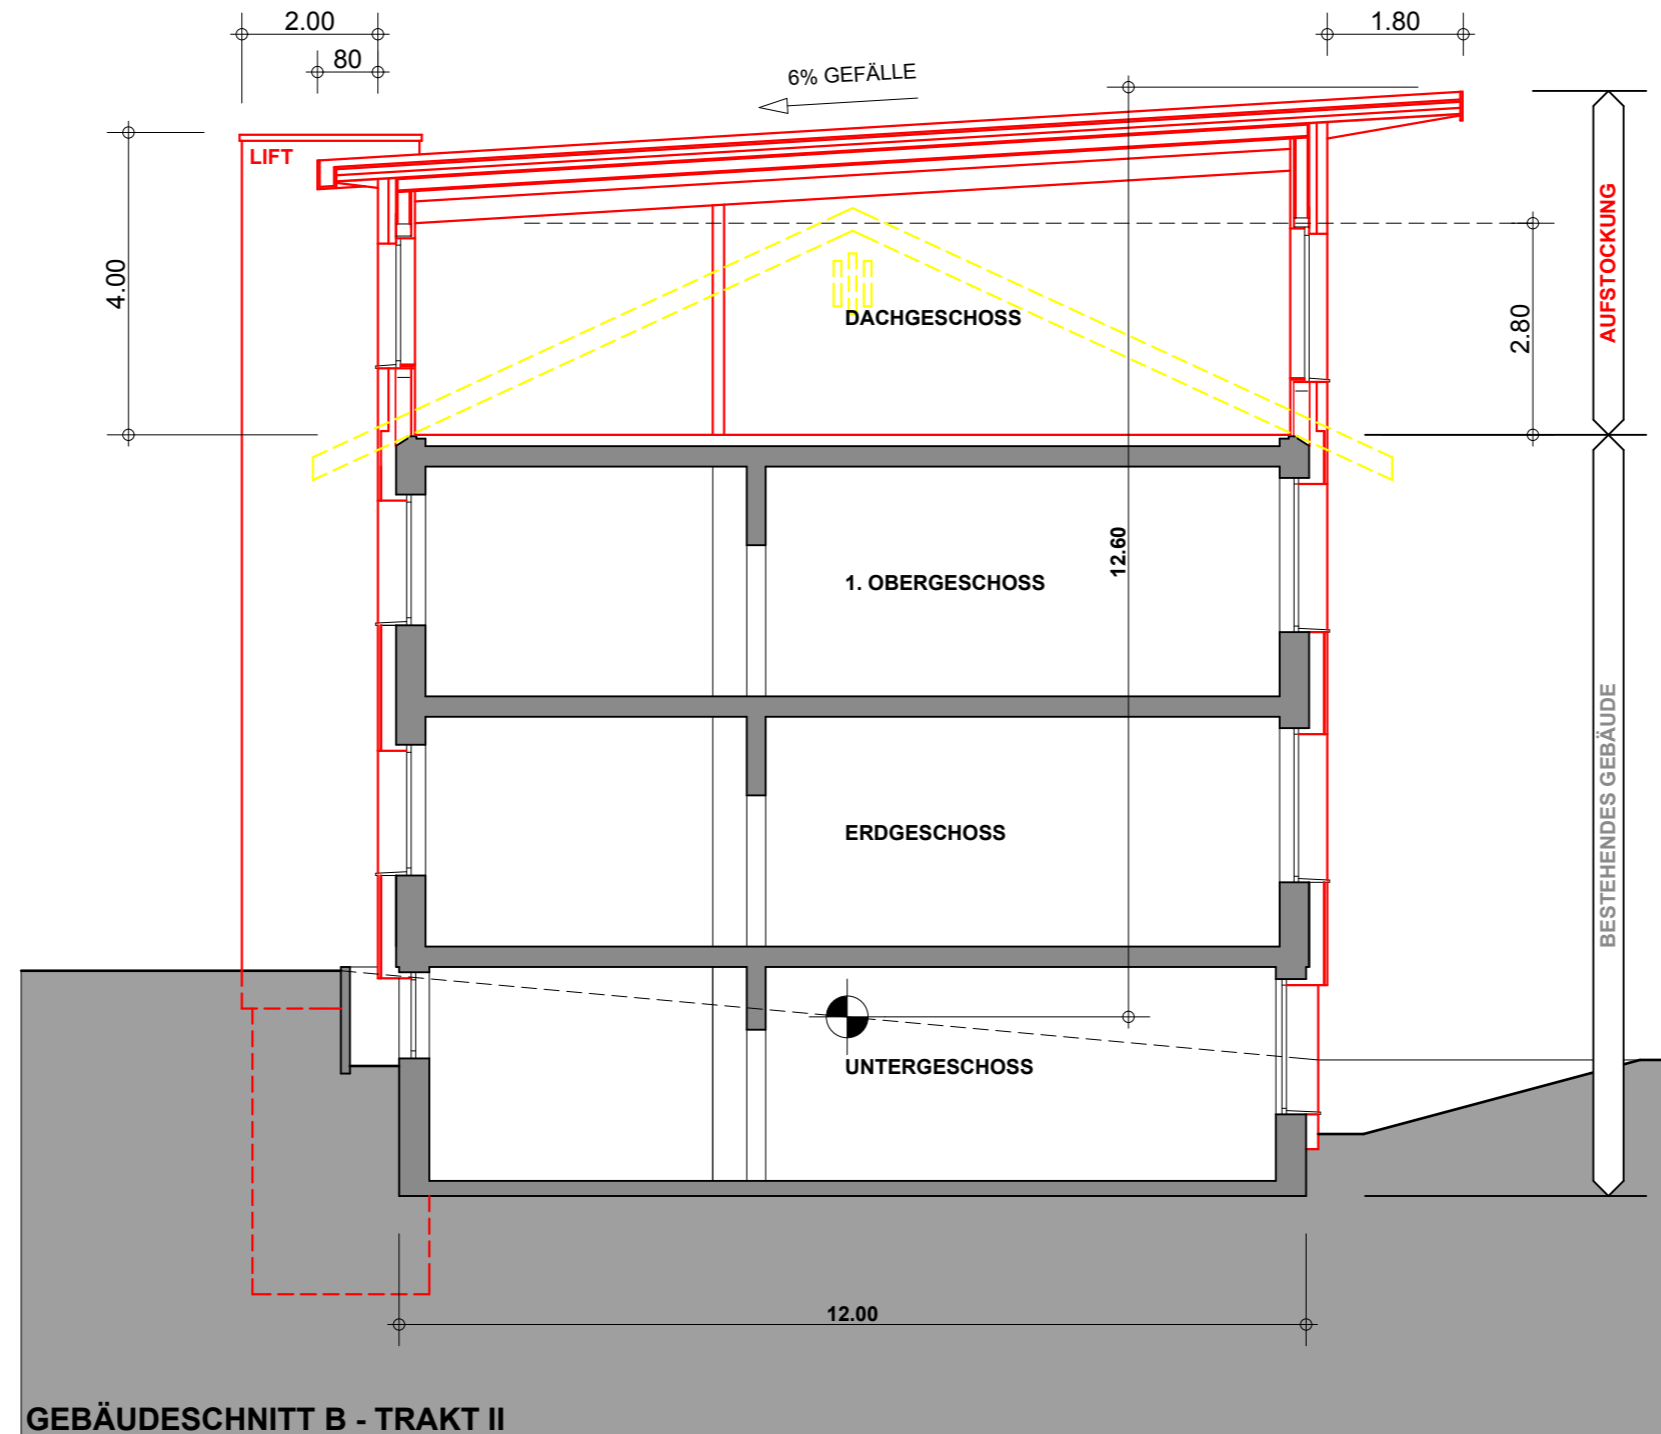 2.00
1.80
80
6% GEFÄLLE
LIFT
AUFSTOCKUNG
4.00
2.80
DACHGESCHOSS
12.60
1. OBERGESCHOSS
BESTEHENDES GEBÄUDE
ERDGESCHOSS
UNTERGESCHOSS
12.00
GEBÄUDESCHNITT B - TRAKT II